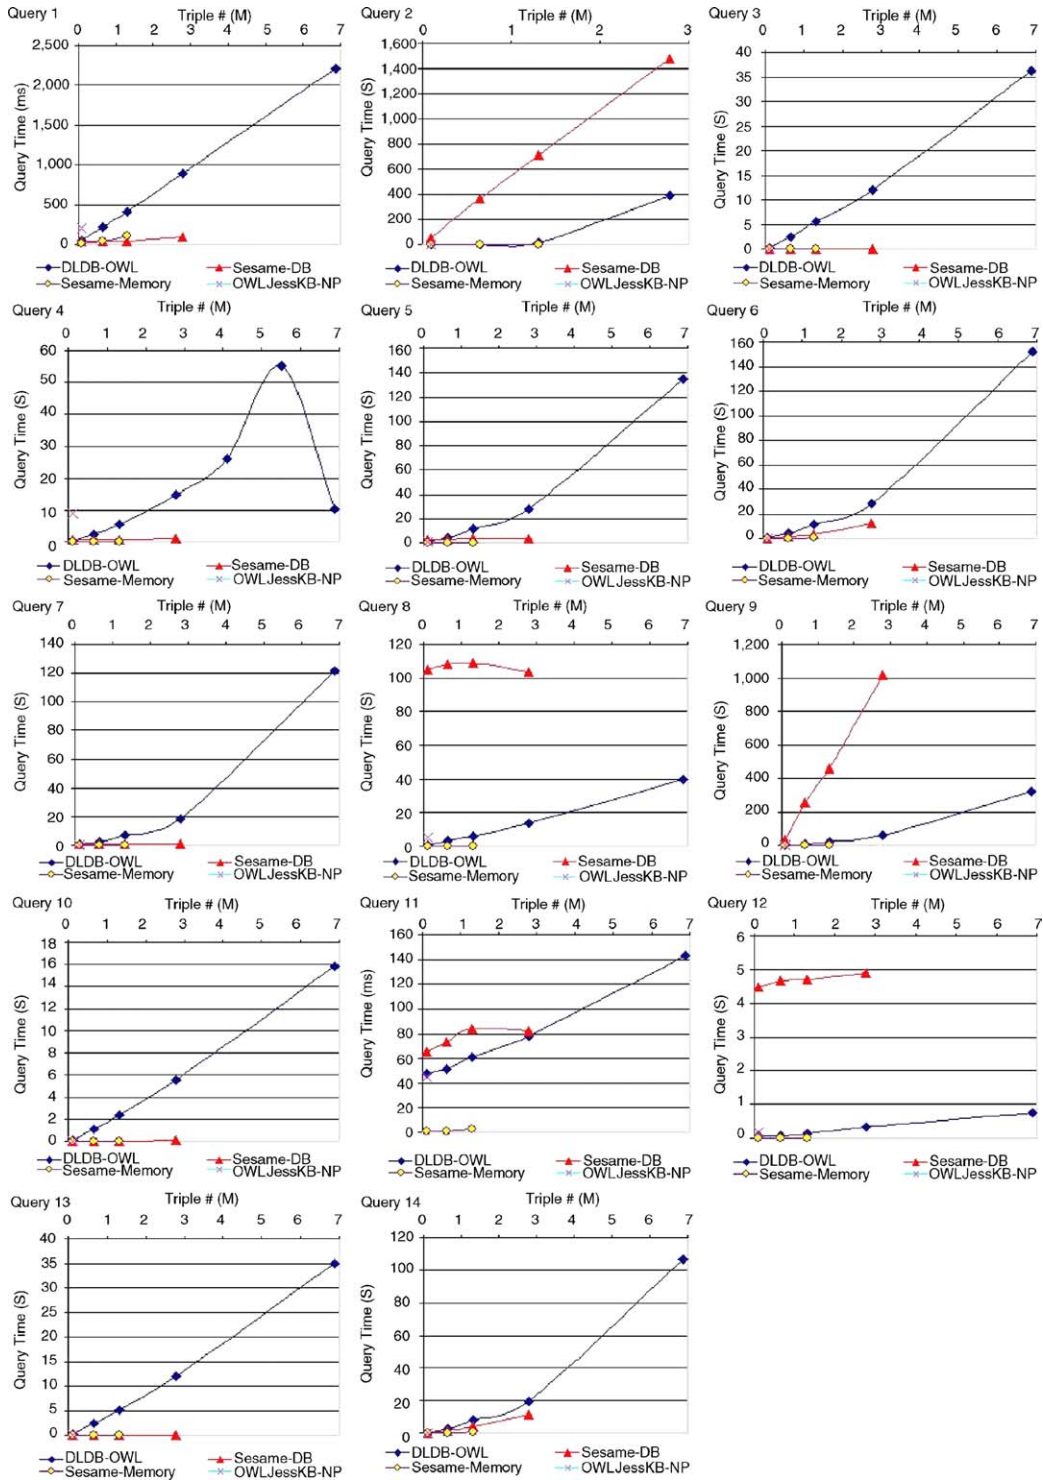 Query 1
Triple # (M)
0 1 2 3 4 5 6 7
Query Time (ms)
2,500
2,000
1,500
1,000
500
0
DLDB-OWL Sesame-DB
Sesame-Memory OWLJessKB-NP
Query 2
Triple # (M)
0 1 2 3
Query Time (S)
1,600
1,400
1,200
1,000
800
600
400
200
0
DLDB-OWL Sesame-DB
Sesame-Memory OWLJessKB-NP
Query 3
Triple # (M)
0 1 2 3 4 5 6 7
Query Time (S)
40
35
30
25
20
15
10
5
0
DLDB-OWL Sesame-DB
Sesame-Memory OWLJessKB-NP
Query 4
Triple # (M)
0 1 2 3 4 5 6 7
Query Time (S)
60
50
40
30
20
10
0
DLDB-OWL Sesame-DB
Sesame-Memory OWLJessKB-NP
Query 5
Triple # (M)
0 1 2 3 4 5 6 7
Query Time (S)
160
140
120
100
80
60
40
20
0
DLDB-OWL Sesame-DB
Sesame-Memory OWLJessKB-NP
Query 6
Triple # (M)
0 1 2 3 4 5 6 7
Query Time (S)
160
140
120
100
80
60
40
20
0
DLDB-OWL Sesame-DB
Sesame-Memory OWLJessKB-NP
Query 7
Triple # (M)
0 1 2 3 4 5 6 7
Query Time (S)
140
120
100
80
60
40
20
0
DLDB-OWL Sesame-DB
Sesame-Memory OWLJessKB-NP
Query 8
Triple # (M)
0 1 2 3 4 5 6 7
Query Time (S)
120
100
80
60
40
20
0
DLDB-OWL Sesame-DB
Sesame-Memory OWLJessKB-NP
Query 9
Triple # (M)
0 1 2 3 4 5 6 7
Query Time (S)
1,200
1,000
800
600
400
200
0
DLDB-OWL Sesame-DB
Sesame-Memory OWLJessKB-NP
Query 10
Triple # (M)
0 1 2 3 4 5 6 7
Query Time (S)
18
16
14
12
10
8
6
4
2
0
DLDB-OWL Sesame-DB
Sesame-Memory OWLJessKB-NP
Query 11
Triple # (M)
0 1 2 3 4 5 6 7
Query Time (ms)
160
140
120
100
80
60
40
20
0
DLDB-OWL Sesame-DB
Sesame-Memory OWLJessKB-NP
Query 12
Triple # (M)
0 1 2 3 4 5 6 7
Query Time (S)
6
5
4
3
2
1
0
DLDB-OWL Sesame-DB
Sesame-Memory OWLJessKB-NP
Query 13
Triple # (M)
0 1 2 3 4 5 6 7
Query Time (S)
40
35
30
25
20
15
10
5
0
DLDB-OWL Sesame-DB
Sesame-Memory OWLJessKB-NP
Query 14
Triple # (M)
0 1 2 3 4 5 6 7
Query Time (S)
120
100
80
60
40
20
0
DLDB-OWL Sesame-DB
Sesame-Memory OWLJessKB-NP